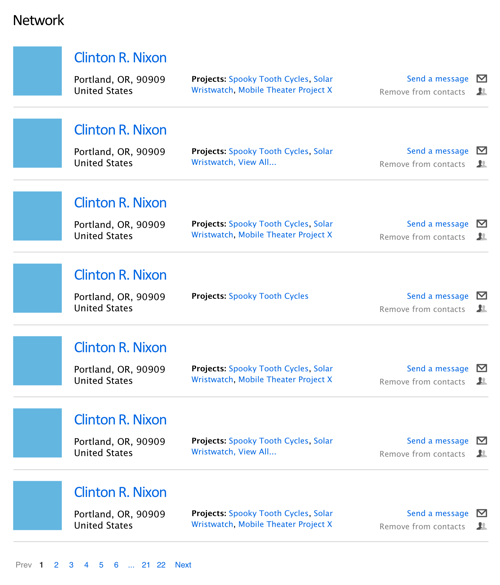 Network
Clinton R. Nixon
Portland, OR, 90909
United States
Projects: Spooky Tooth Cycles, Solar
Wristwatch, Mobile Theater Project X
Send a message
Remove from contacts
Clinton R. Nixon
Portland, OR, 90909
United States
Projects: Spooky Tooth Cycles, Solar
Wristwatch, View All...
Send a message
Remove from contacts
Clinton R. Nixon
Portland, OR, 90909
United States
Projects: Spooky Tooth Cycles, Solar
Wristwatch, Mobile Theater Project X
Send a message
Remove from contacts
Clinton R. Nixon
Portland, OR, 90909
United States
Projects: Spooky Tooth Cycles
Send a message
Remove from contacts
Clinton R. Nixon
Portland, OR, 90909
United States
Projects: Spooky Tooth Cycles, Solar
Wristwatch, Mobile Theater Project X
Send a message
Remove from contacts
Clinton R. Nixon
Portland, OR, 90909
United States
Projects: Spooky Tooth Cycles, Solar
Wristwatch, View All...
Send a message
Remove from contacts
Clinton R. Nixon
Portland, OR, 90909
United States
Projects: Spooky Tooth Cycles, Solar
Wristwatch, Mobile Theater Project X
Send a message
Remove from contacts
Prev 1 2 3 4 5 6 ... 21 22 Next